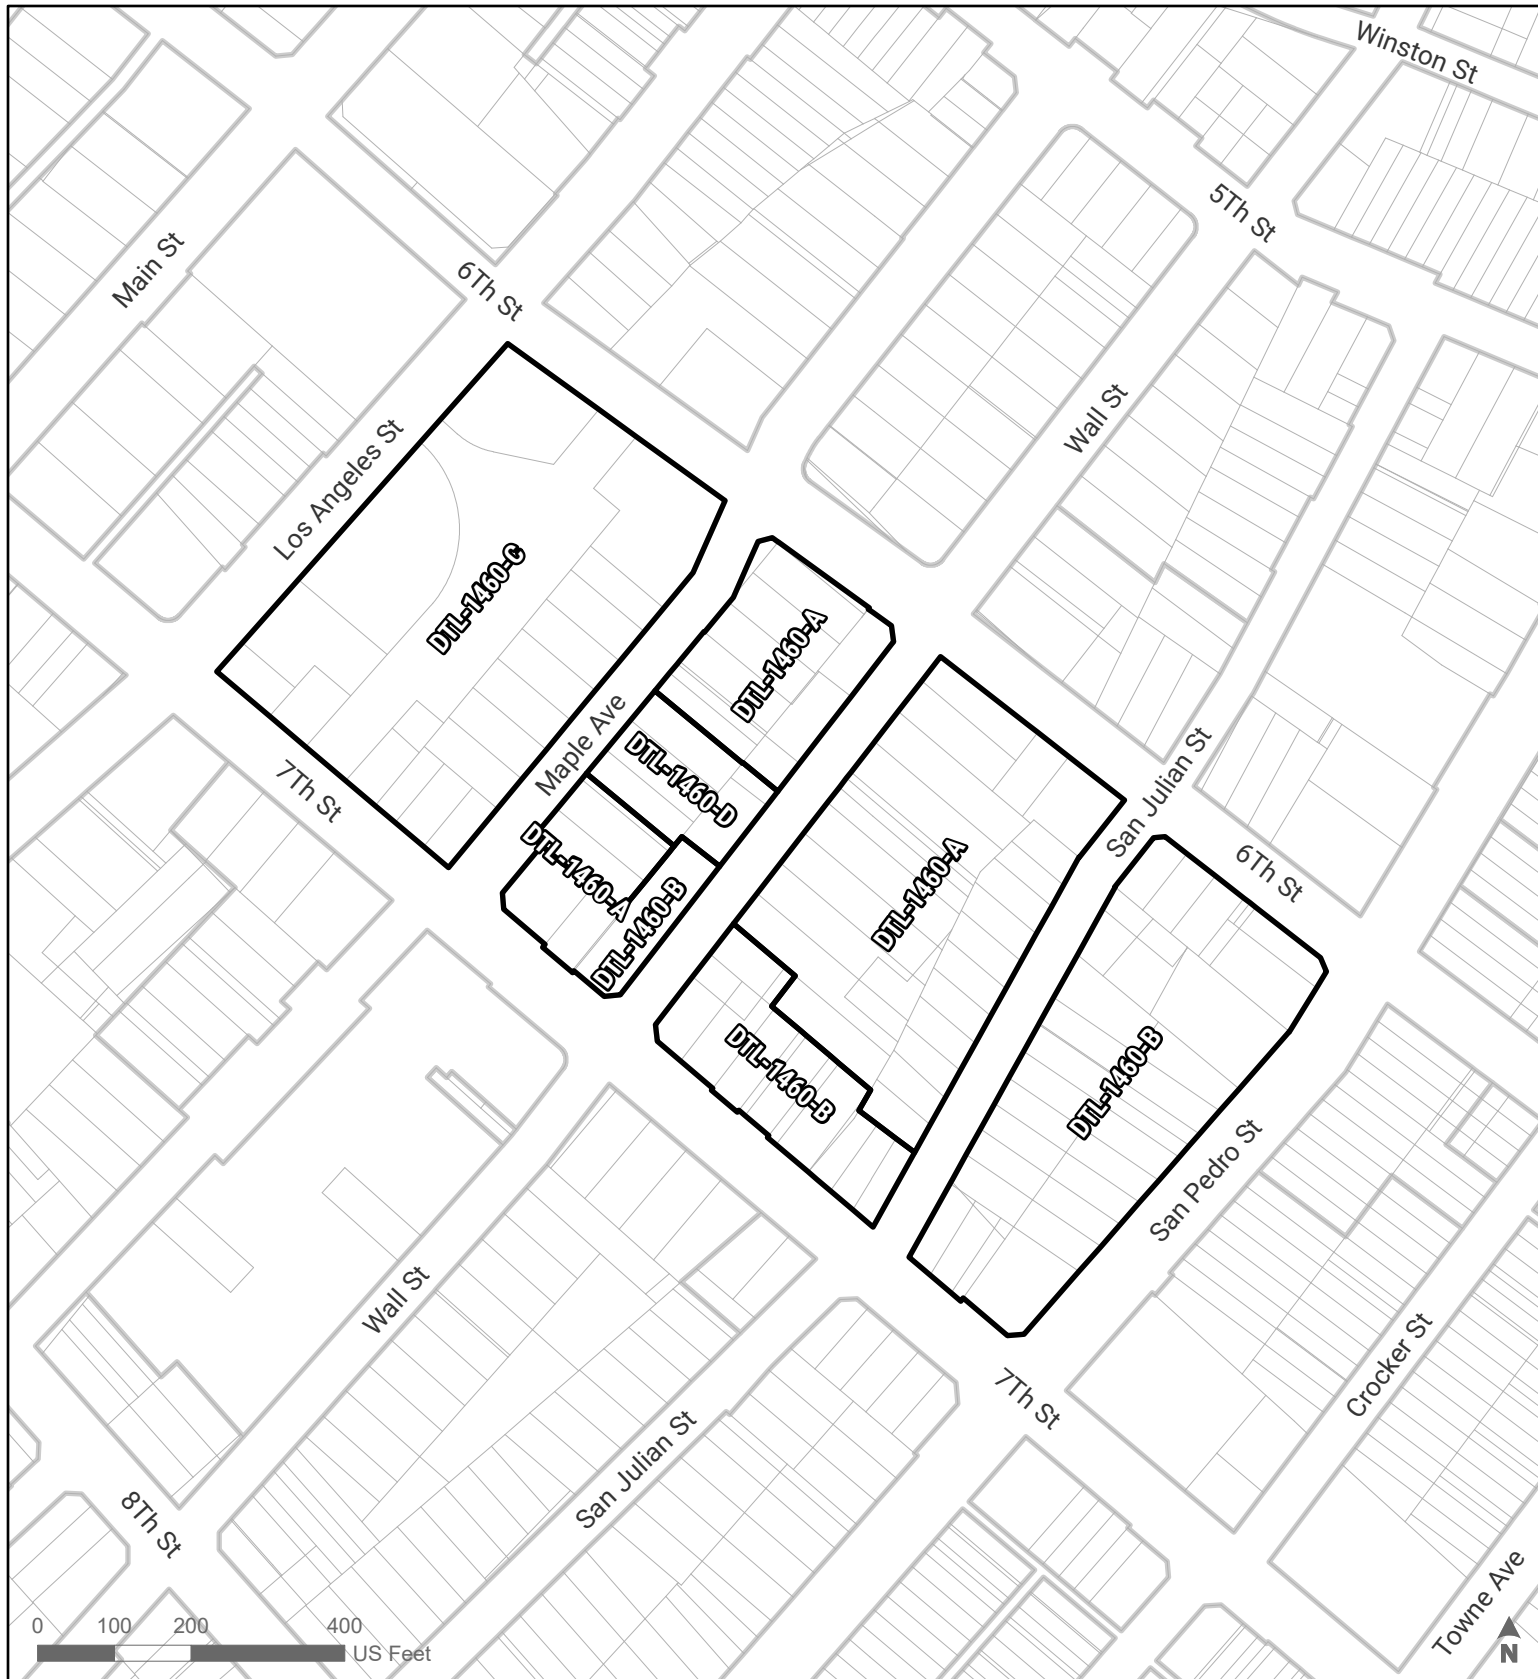 Winston St
5Th St
Main St
6Th St
Wall St
Los Angeles St
DTL-1460-C
DTL-1460-A
Maple Ave
DTL-1460-D
San Julian St
7Th St
DTL-1460-A
DTL-1460-B
DTL-1460-A
6Th St
DTL-1460-B
DTL-1460-B
San Pedro St
Wall St
Crocker St
7Th St
San Julian St
8Th St
Towne Ave
0 100 200 400
US Feet
N